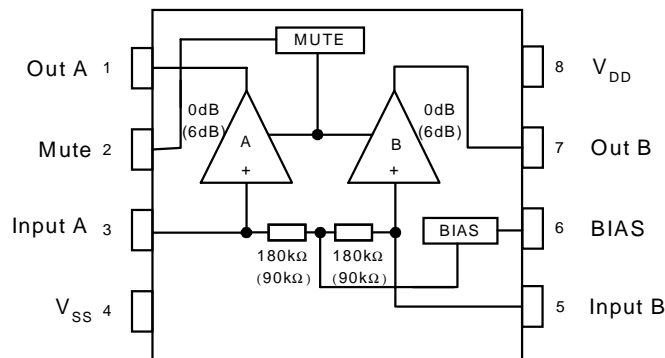 MUTE
Out A 1
8 V_DD
0dB
(6dB)
0dB
(6dB)
A
B
Mute 2
7 Out B
+
+
Input A 3
BIAS
6 BIAS
180kΩ
(90kΩ)
180kΩ
(90kΩ)
V_SS 4
5 Input B